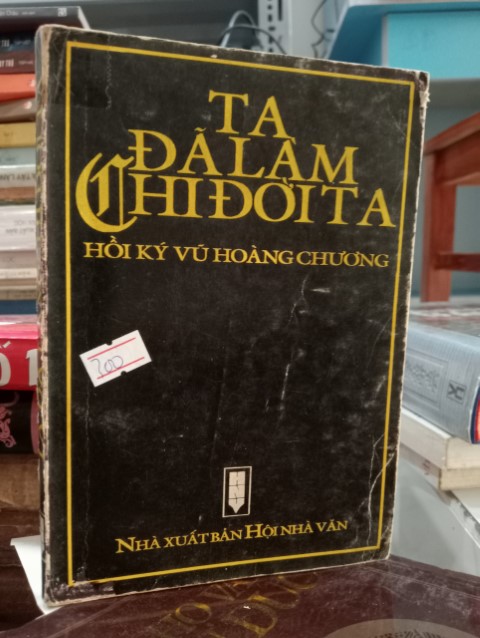 TA
ĐÃ LÀM
CHI ĐỜI TA
HỒI KÝ VŨ HOÀNG CHƯƠNG
200
NHÀ XUẤT BẢN HỘI NHÀ VĂN